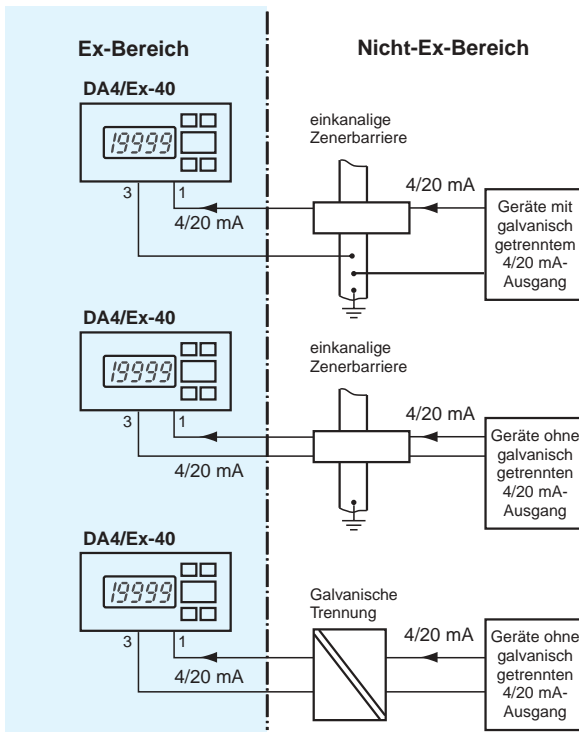 Ex-Bereich
Nicht-Ex-Bereich
DA4/Ex-40
19999
3
1
4/20 mA
einkanalige
Zenerbarriere
4/20 mA
Geräte mit
galvanisch
getrenntem
4/20 mA-
Ausgang
DA4/Ex-40
19999
3
1
4/20 mA
einkanalige
Zenerbarriere
4/20 mA
Geräte ohne
galvanisch
getrennten
4/20 mA-
Ausgang
DA4/Ex-40
19999
3
1
4/20 mA
Galvanische
Trennung
4/20 mA
Geräte ohne
galvanisch
getrennten
4/20 mA-
Ausgang